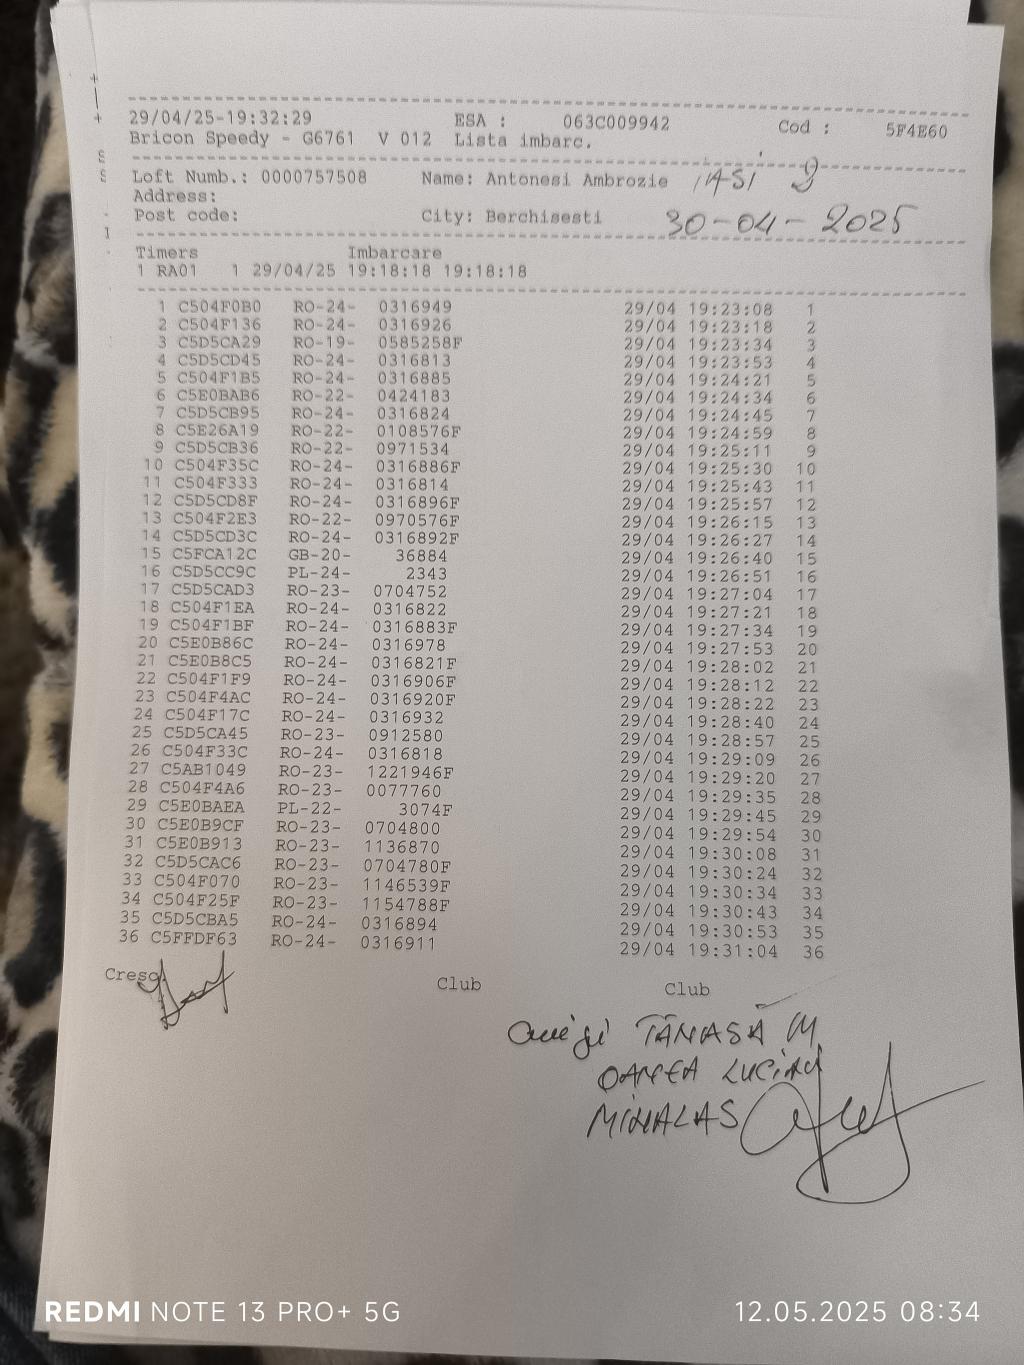 29/04/25-19:32:29 ESA : 063C009942 Cod : 5F4E60
Bricon Speedy - G6761 V 012 Lista imbarc.
Loft Numb.: 0000757508 Name: Antonesi Ambrozie IASI 2
Address:
Post code: City: Berchisesti 30-04-2025
Timers Imbarcare
1 RA01 1 29/04/25 19:18:18 19:18:18
1 C504F0B0 RO-24- 0316949 29/04 19:23:08 1
2 C504F136 RO-24- 0316926 29/04 19:23:18 2
3 C5D5CA29 RO-19- 0585258F 29/04 19:23:34 3
4 C5D5CD45 RO-24- 0316813 29/04 19:23:53 4
5 C504F1B5 RO-24- 0316885 29/04 19:24:21 5
6 C5E0BAB6 RO-22- 0424183 29/04 19:24:34 6
7 C5D5CB95 RO-24- 0316824 29/04 19:24:45 7
8 C5E26A19 RO-22- 0108576F 29/04 19:24:59 8
9 C5D5CB36 RO-22- 0971534 29/04 19:25:11 9
10 C504F35C RO-24- 0316886F 29/04 19:25:30 10
11 C504F333 RO-24- 0316814 29/04 19:25:43 11
12 C5D5CD8F RO-24- 0316896F 29/04 19:25:57 12
13 C504F2E3 RO-22- 0970576F 29/04 19:26:15 13
14 C5D5CD3C RO-24- 0316892F 29/04 19:26:27 14
15 C5FCA12C GB-20- 36884 29/04 19:26:40 15
16 C5D5CC9C PL-24- 2343 29/04 19:26:51 16
17 C5D5CAD3 RO-23- 0704752 29/04 19:27:04 17
18 C504F1EA RO-24- 0316822 29/04 19:27:21 18
19 C504F1BF RO-24- 0316883F 29/04 19:27:34 19
20 C5E0B86C RO-24- 0316978 29/04 19:27:53 20
21 C5E0B8C5 RO-24- 0316821F 29/04 19:28:02 21
22 C504F1F9 RO-24- 0316906F 29/04 19:28:12 22
23 C504F4AC RO-24- 0316920F 29/04 19:28:22 23
24 C504F17C RO-24- 0316932 29/04 19:28:40 24
25 C5D5CA45 RO-23- 0912580 29/04 19:28:57 25
26 C504F33C RO-24- 0316818 29/04 19:29:09 26
27 C5AB1049 RO-23- 1221946F 29/04 19:29:20 27
28 C504F4A6 RO-23- 0077760 29/04 19:29:35 28
29 C5E0BAEA PL-22- 3074F 29/04 19:29:45 29
30 C5E0B9CF RO-23- 0704800 29/04 19:29:54 30
31 C5E0B913 RO-23- 1136870 29/04 19:30:08 31
32 C5D5CAC6 RO-23- 0704780F 29/04 19:30:24 32
33 C504F070 RO-23- 1146539F 29/04 19:30:34 33
34 C504F25F RO-23- 1154788F 29/04 19:30:43 34
35 C5D5CBA5 RO-24- 0316894 29/04 19:30:53 35
36 C5FFDF63 RO-24- 0316911 29/04 19:31:04 36
Cresc. Club Club
TĂNASĂ M
OANEA LUCIAN
MIHALAS
REDMI NOTE 13 PRO+ 5G 12.05.2025 08:34